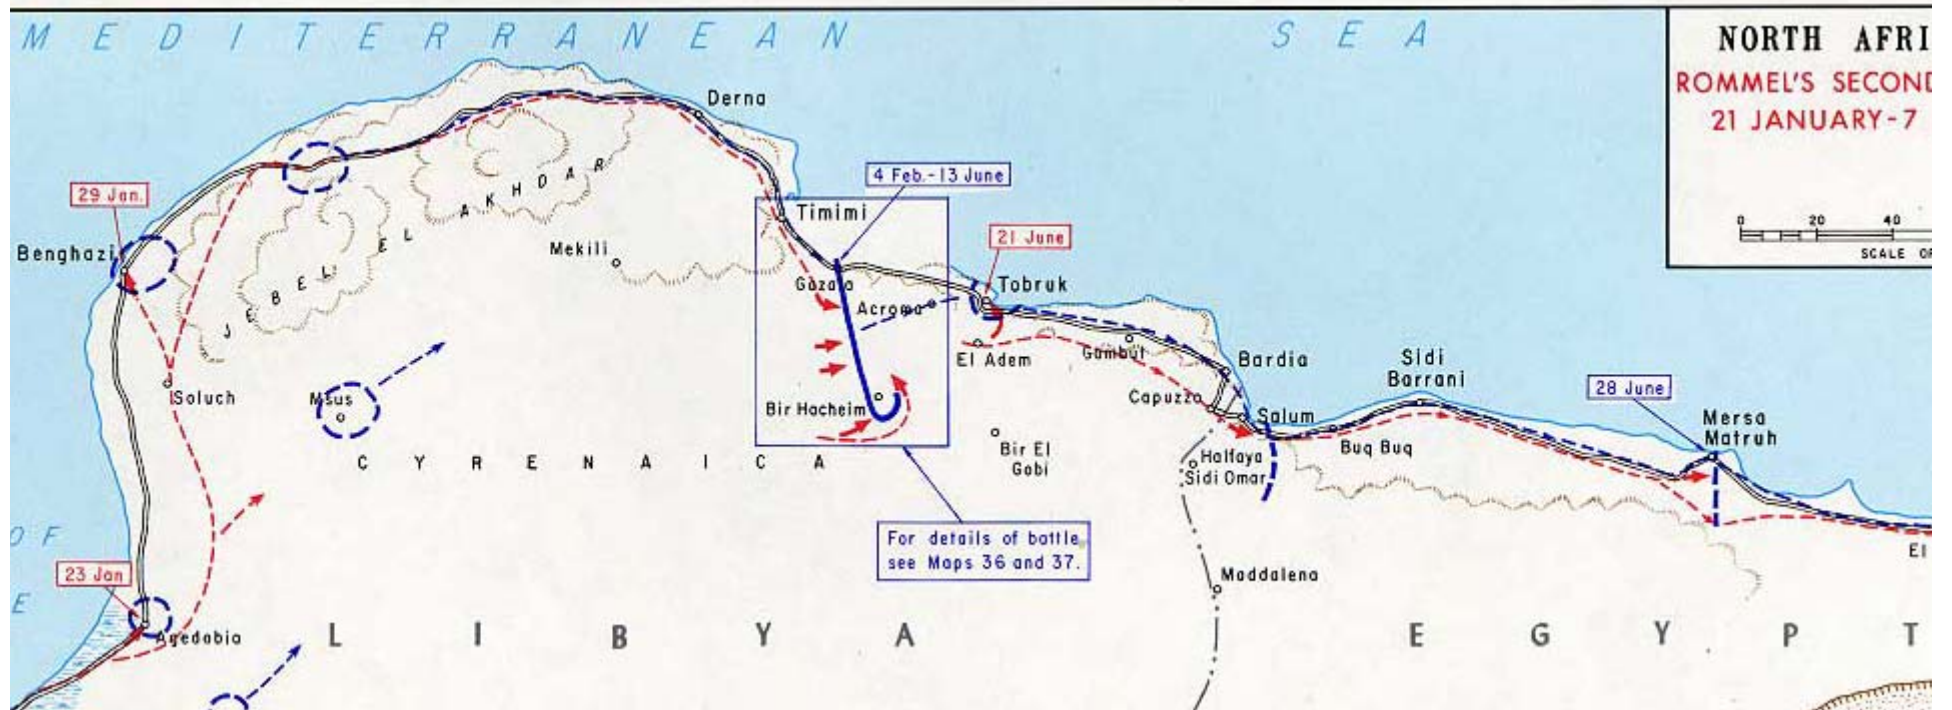 MEDITERRANEAN SEA
NORTH AFRI
ROMMEL'S SECOND
21 JANUARY-7
0 20 40
SCALE OF
Derna
29 Jan.
4 Feb.-13 June
Timimi
Benghazi
JEBEL EL AKHDAR
Mekili
21 June
Tobruk
Gazala
Acroma
El Adem
Gambut
Bardia
Sidi
Barrani
28 June
Mersa
Matruh
Soluch
Msus
Bir Hacheim
Capuzzo
Salum
Buq Buq
Halfaya
Sidi Omar
Bir El
Gobi
CYRENAICA
For details of battle
see Maps 36 and 37.
OF
El
23 Jan
Maddalena
E
Agedabia
LIBYA
EGYPT